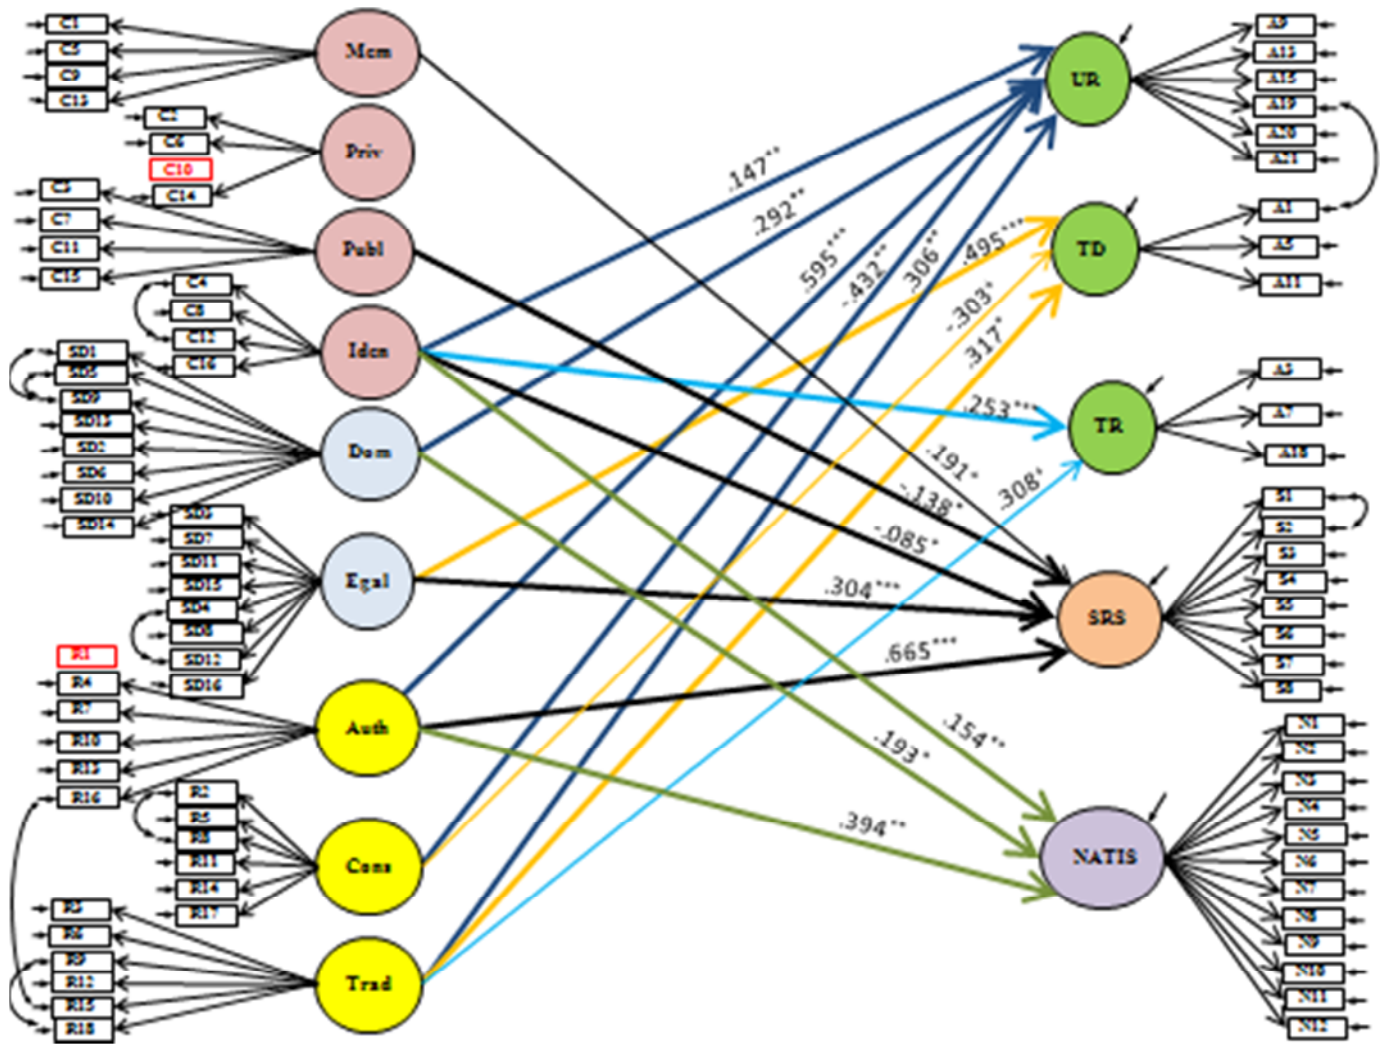 C1
C5
C9
C13
Mem
C2
C6
C10
C14
Priv
C3
C7
C11
C15
Publ
C4
C8
C12
C16
Iden
SD1
SD5
SD9
SD13
SD2
SD6
SD10
SD14
Dom
SD3
SD7
SD11
SD15
SD4
SD8
SD12
SD16
Egal
R1
R4
R7
R10
R13
R16
Auth
R2
R5
R8
R11
R14
R17
Cons
R3
R6
R9
R12
R15
R18
Trad
.147**
.292**
.595***
-.432**
.306**
.495***
-.303*
.317*
.253***
.308*
.191*
-.138*
-.085*
.304***
.665***
.154**
.193*
.394**
UR
A9
A13
A15
A19
A20
A21
TD
A1
A5
A11
TR
A3
A7
A18
SRS
S1
S2
S3
S4
S5
S6
S7
S8
NATIS
N1
N2
N3
N4
N5
N6
N7
N8
N9
N10
N11
N12